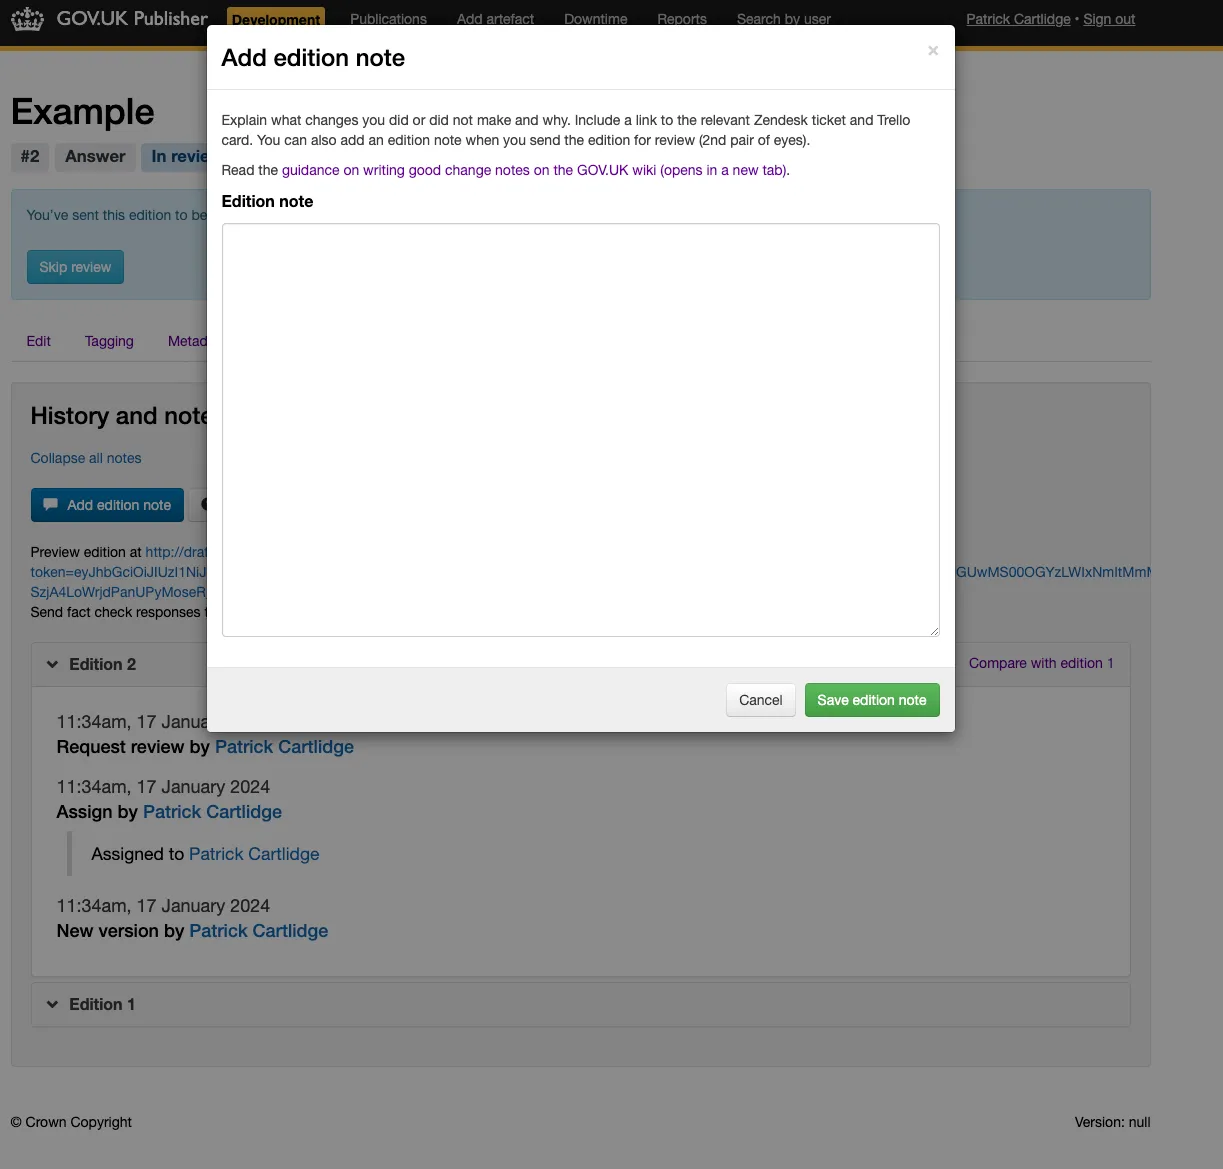 GOV.UK Publisher Development Publications Add artefact Downtime Reports Search by user Patrick Cartlidge • Sign out
Add edition note ×
Explain what changes you did or did not make and why. Include a link to the relevant Zendesk ticket and Trello
card. You can also add an edition note when you send the edition for review (2nd pair of eyes).
Read the guidance on writing good change notes on the GOV.UK wiki (opens in a new tab).
Edition note
Cancel Save edition note
Example
#2 Answer In revie
You've sent this edition to be
Skip review
Edit Tagging Metad
History and note
Collapse all notes
Add edition note
Preview edition at http://draf
token=eyJhbGciOiJIUzI1NiJ GUwMS00OGYzLWIxNmItMm
SzjA4LoWrjdPanUPyMoseR
Send fact check responses
Edition 2 Compare with edition 1
11:34am, 17 Janua
Request review by Patrick Cartlidge
11:34am, 17 January 2024
Assign by Patrick Cartlidge
Assigned to Patrick Cartlidge
11:34am, 17 January 2024
New version by Patrick Cartlidge
Edition 1
© Crown Copyright Version: null